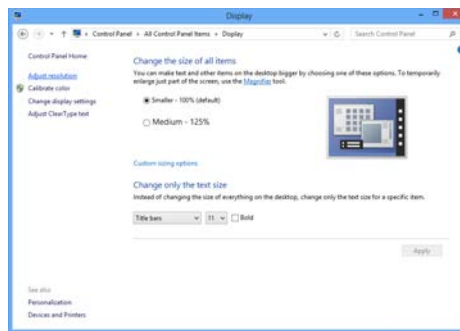 Display
Control Panel ▸ All Control Panel Items ▸ Display
Search Control Panel
Control Panel Home
Adjust resolution
Calibrate color
Change display settings
Adjust ClearType text
Change the size of all items
You can make text and other items on the desktop bigger by choosing one of these options. To temporarily
enlarge just part of the screen, use the Magnifier tool.
Smaller - 100% (default)
Medium - 125%
Custom sizing options
Change only the text size
Instead of changing the size of everything on the desktop, change only the text size for a specific item.
Title bars 11 Bold
Apply
See also
Personalization
Devices and Printers